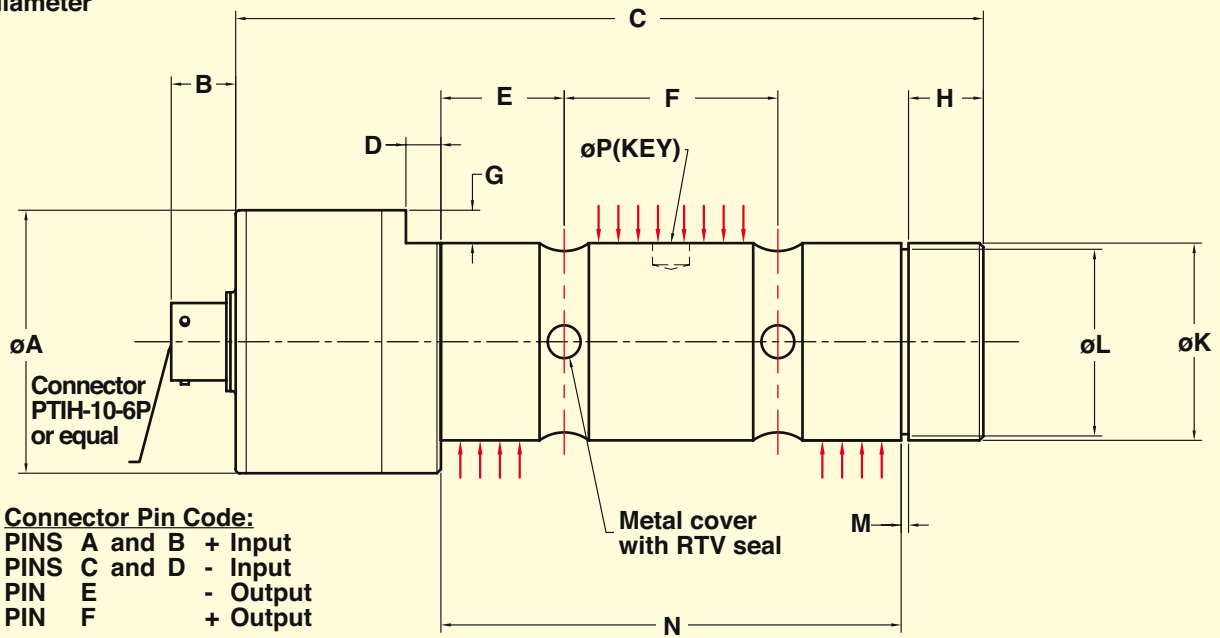 diameter
C
B
E
F
H
D
øP(KEY)
G
øA
øL
øK
Connector
PTIH-10-6P
or equal
Metal cover
with RTV seal
M
Connector Pin Code:
PINS A and B + Input
PINS C and D - Input
PIN E - Output
PIN F + Output
N